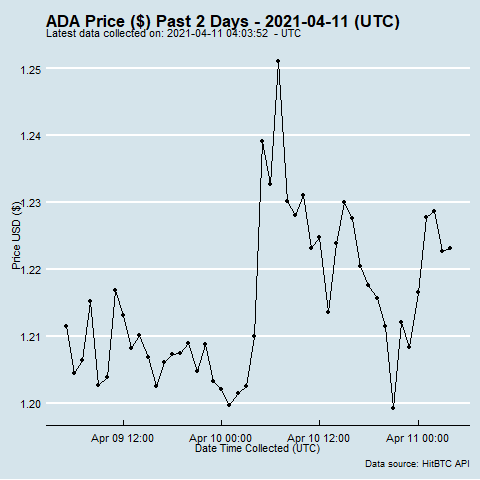 ADA Price ($) Past 2 Days - 2021-04-11 (UTC)
Latest data collected on: 2021-04-11 04:03:52 - UTC
1.25
1.24
1.23
1.22
1.21
1.20
Price USD ($)
Apr 09 12:00 Apr 10 00:00 Apr 10 12:00 Apr 11 00:00
Date Time Collected (UTC)
Data source: HitBTC API